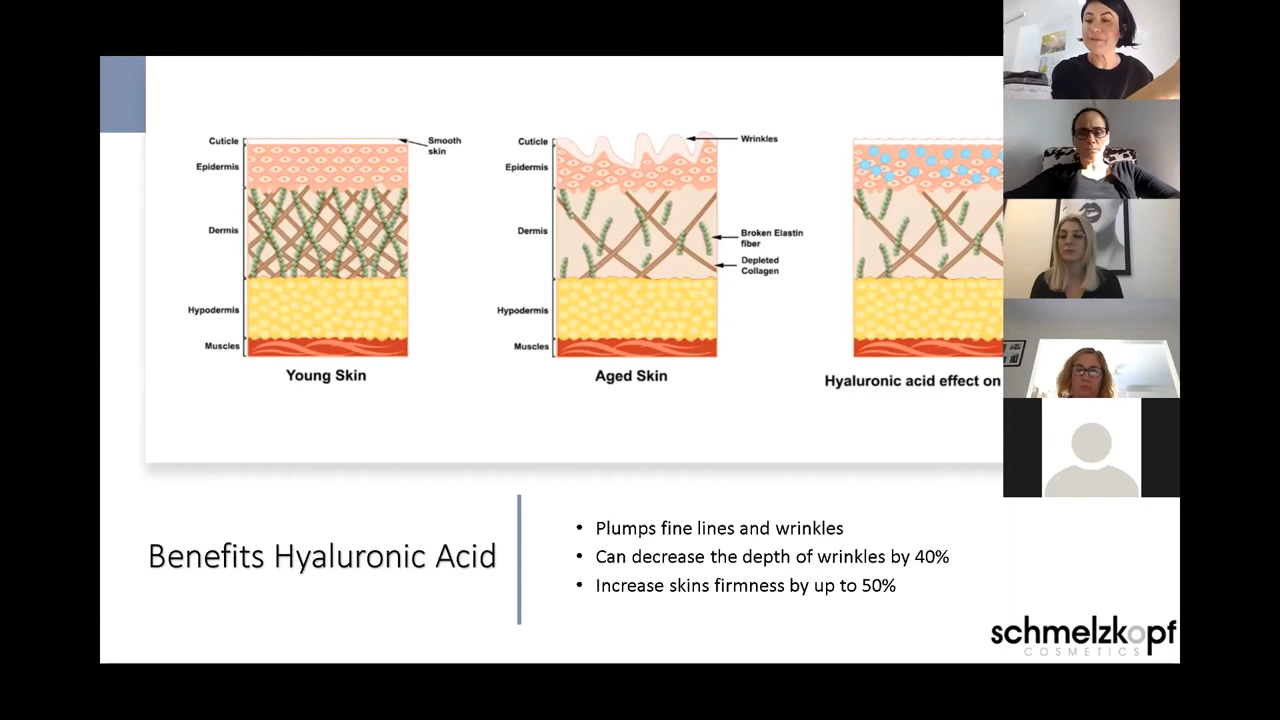 Cuticle
Epidermis
Dermis
Hypodermis
Muscles
Smooth
skin
Young Skin
Cuticle
Epidermis
Dermis
Hypodermis
Muscles
Wrinkles
Broken Elastin
fiber
Depleted
Collagen
Aged Skin
Hyaluronic acid effect on
Benefits Hyaluronic Acid
• Plumps fine lines and wrinkles
• Can decrease the depth of wrinkles by 40%
• Increase skins firmness by up to 50%
schmelzkopf
COSMETICS